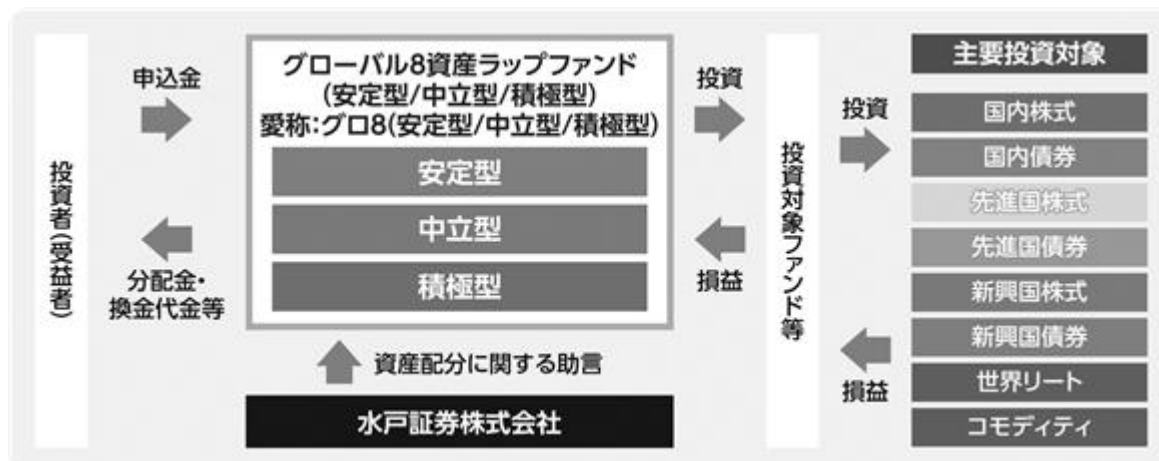 投資者(受益者)
申込金
分配金・
換金代金等
グローバル8資産ラップファンド
(安定型/中立型/積極型)
愛称:グロ8(安定型/中立型/積極型)
安定型
中立型
積極型
資産配分に関する助言
水戸証券株式会社
投資
損益
投資対象ファンド等
投資
損益
主要投資対象
国内株式
国内債券
先進国株式
先進国債券
新興国株式
新興国債券
世界リート
コモディティ